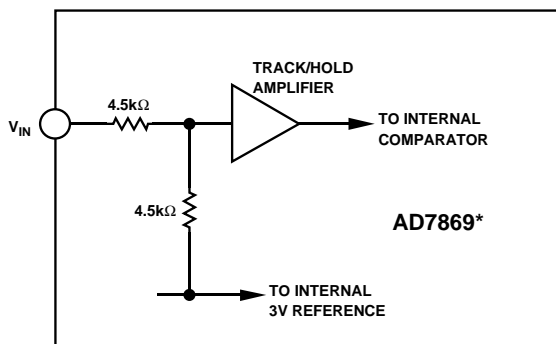 TRACK/HOLD
AMPLIFIER
4.5kΩ
V_IN
TO INTERNAL
COMPARATOR
4.5kΩ
AD7869*
TO INTERNAL
3V REFERENCE